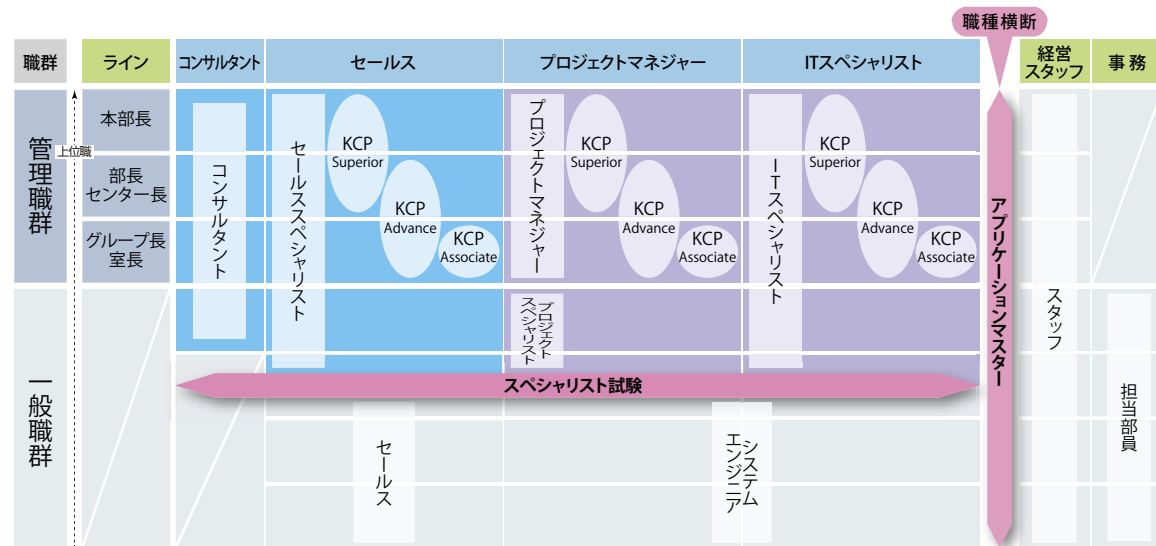 職種横断
職群
ライン
コンサルタント
セールス
プロジェクトマネジャー
ITスペシャリスト
経営
スタッフ
事務
管理職群
上位職
本部長
部長
センター長
グループ長
室長
コンサルタント
セールススペシャリスト
KCP
Superior
KCP
Advance
KCP
Associate
プロジェクトマネジャー
KCP
Superior
KCP
Advance
KCP
Associate
ITスペシャリスト
KCP
Superior
KCP
Advance
KCP
Associate
アプリケーションマスター
スタッフ
一般職群
プロジェクト
スペシャリスト
スペシャリスト試験
セールス
システム
エンジニア
担当部員